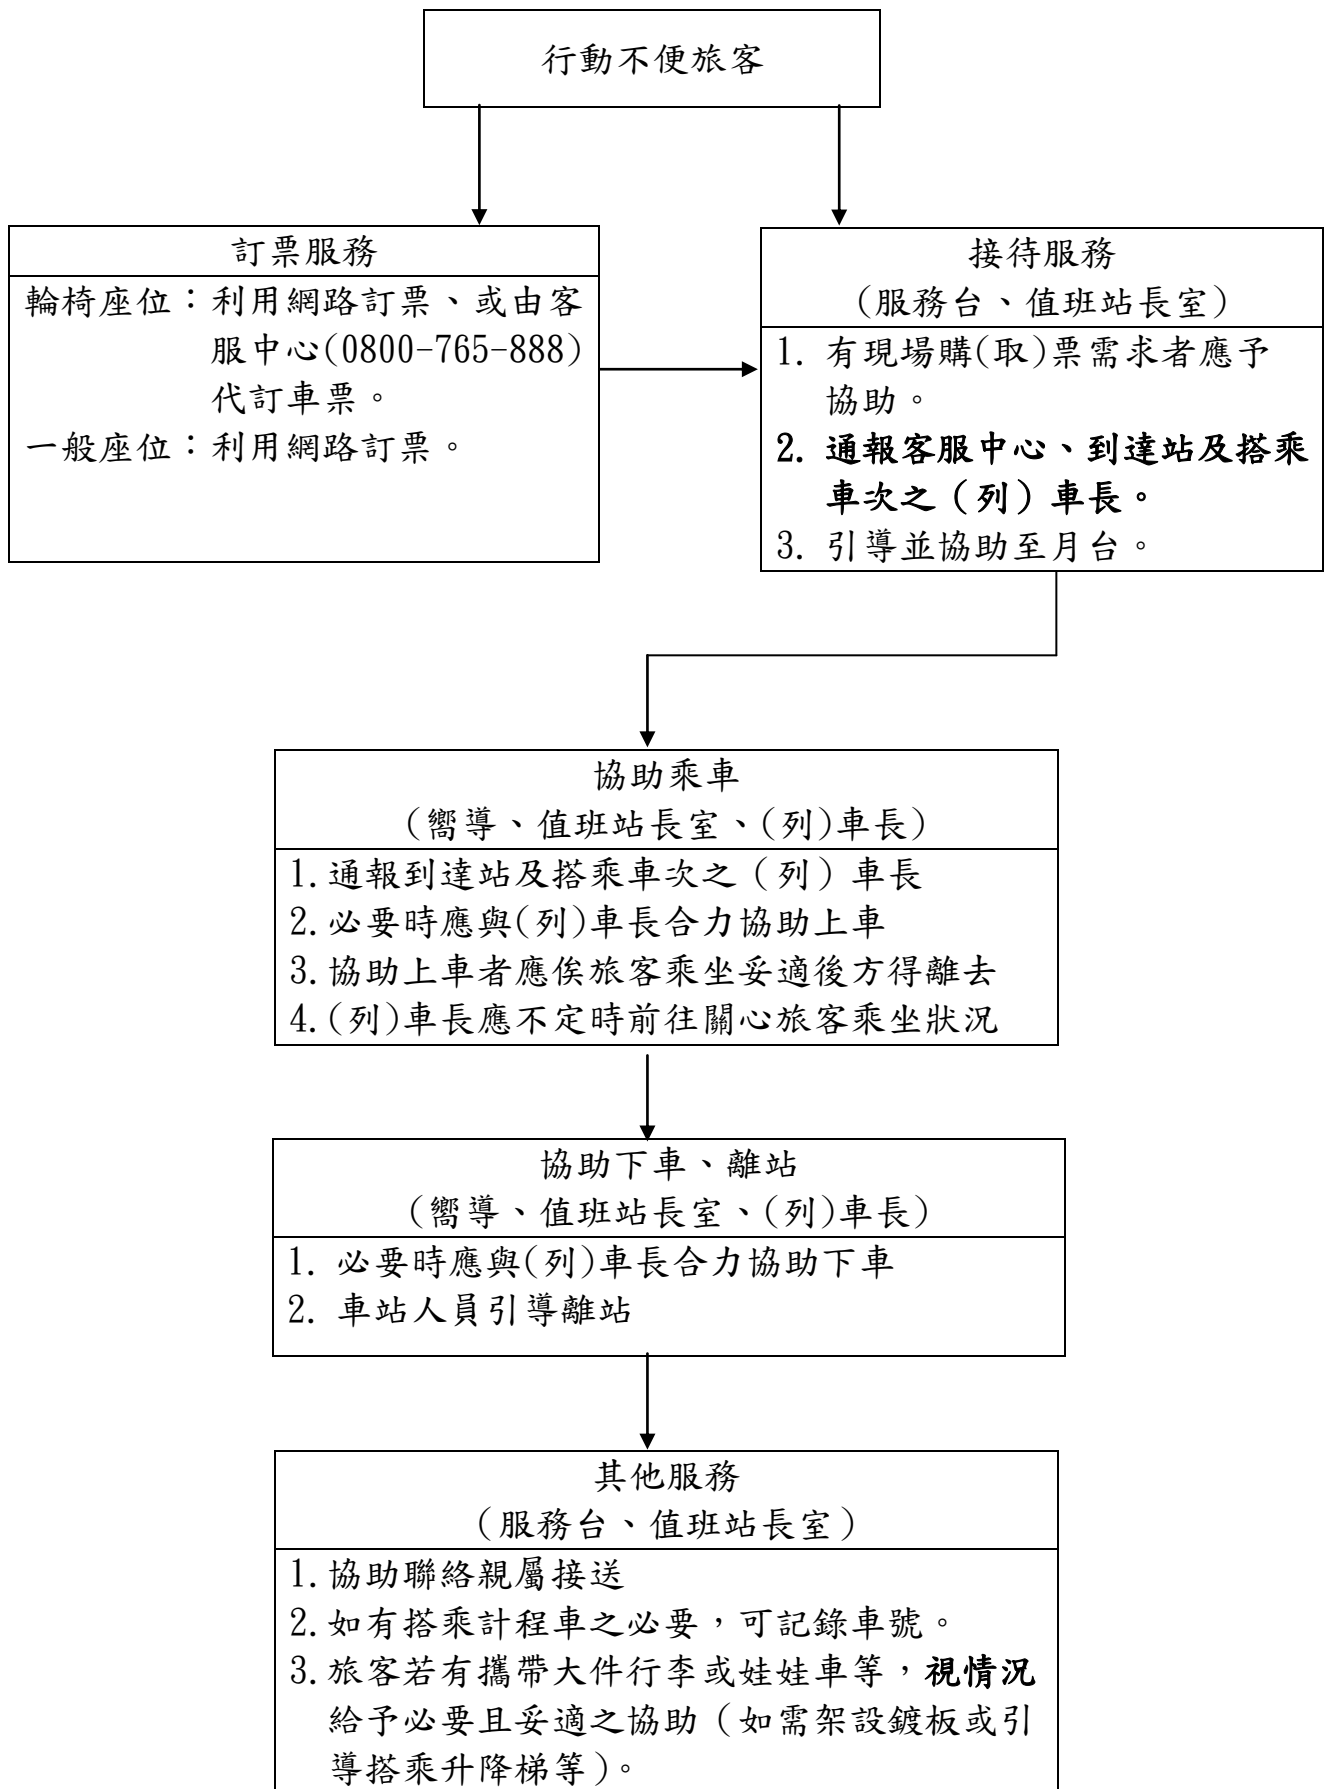 行動不便旅客
訂票服務
輪椅座位：利用網路訂票、或由客
服中心(0800-765-888)
代訂車票。
一般座位：利用網路訂票。
接待服務
(服務台、值班站長室)
1. 有現場購(取)票需求者應予
協助。
2. 通報客服中心、到達站及搭乘
車次之（列）車長。
3. 引導並協助至月台。
協助乘車
(嚮導、值班站長室、(列)車長)
1.通報到達站及搭乘車次之（列）車長
2.必要時應與(列)車長合力協助上車
3.協助上車者應俟旅客乘坐妥適後方得離去
4.(列)車長應不定時前往關心旅客乘坐狀況
協助下車、離站
(嚮導、值班站長室、(列)車長)
1. 必要時應與(列)車長合力協助下車
2. 車站人員引導離站
其他服務
(服務台、值班站長室)
1.協助聯絡親屬接送
2.如有搭乘計程車之必要，可記錄車號。
3.旅客若有攜帶大件行李或娃娃車等，視情況
給予必要且妥適之協助（如需架設鍍板或引
導搭乘升降梯等）。